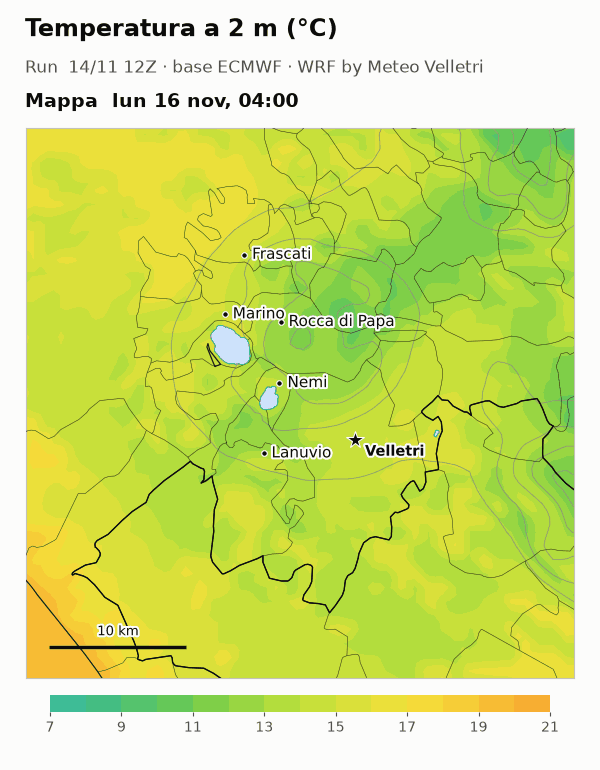 Temperatura a 2 m (°C)
Run  14/11 12Z · base ECMWF · WRF by Meteo Velletri
Mappa  lun 16 nov, 04:00
Frascati
Marino
Rocca di Papa
Nemi
Velletri
Lanuvio
10 km
7 9 11 13 15 17 19 21